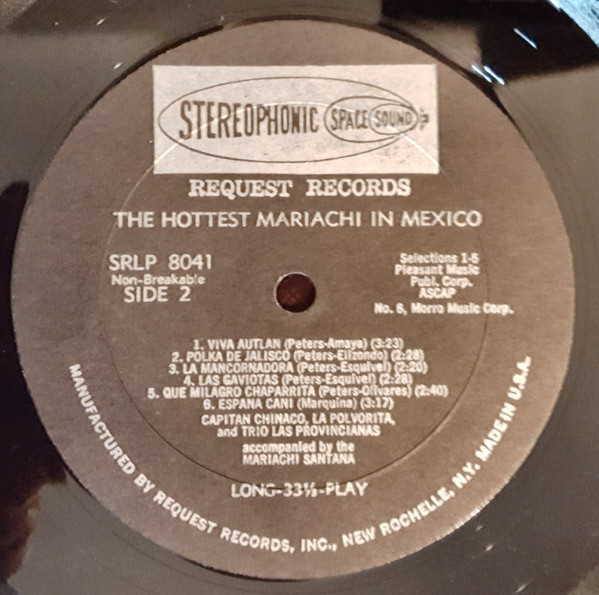 STEREOPHONIC SPACE SOUND
REQUEST RECORDS
THE HOTTEST MARIACHI IN MEXICO
SRLP 8041
Non-Breakable
SIDE 2
Selections 1-5
Pleasant Music
Publ. Corp.
ASCAP
No. 6, Morro Music Corp.
1. VIVA AUTLAN (Peters-Amaya) (3:23)
2. POLKA DE JALISCO (Peters-Elizondo) (2:28)
3. LA MANCORNADORA (Peters-Esquivel) (2:20)
4. LAS GAVIOTAS (Peters-Esquivel) (2:28)
5. QUE MILAGRO CHAPARRITA (Peters-Olivares) (2:40)
6. ESPANA CANI (Marquina) (3:17)
CAPITAN CHINACO, LA POLVORITA,
and TRIO LAS PROVINCIANAS
accompanied by the
MARIACHI SANTANA
LONG-33⅓-PLAY
MANUFACTURED BY REQUEST RECORDS, INC., NEW ROCHELLE, N.Y. MADE IN U.S.A.